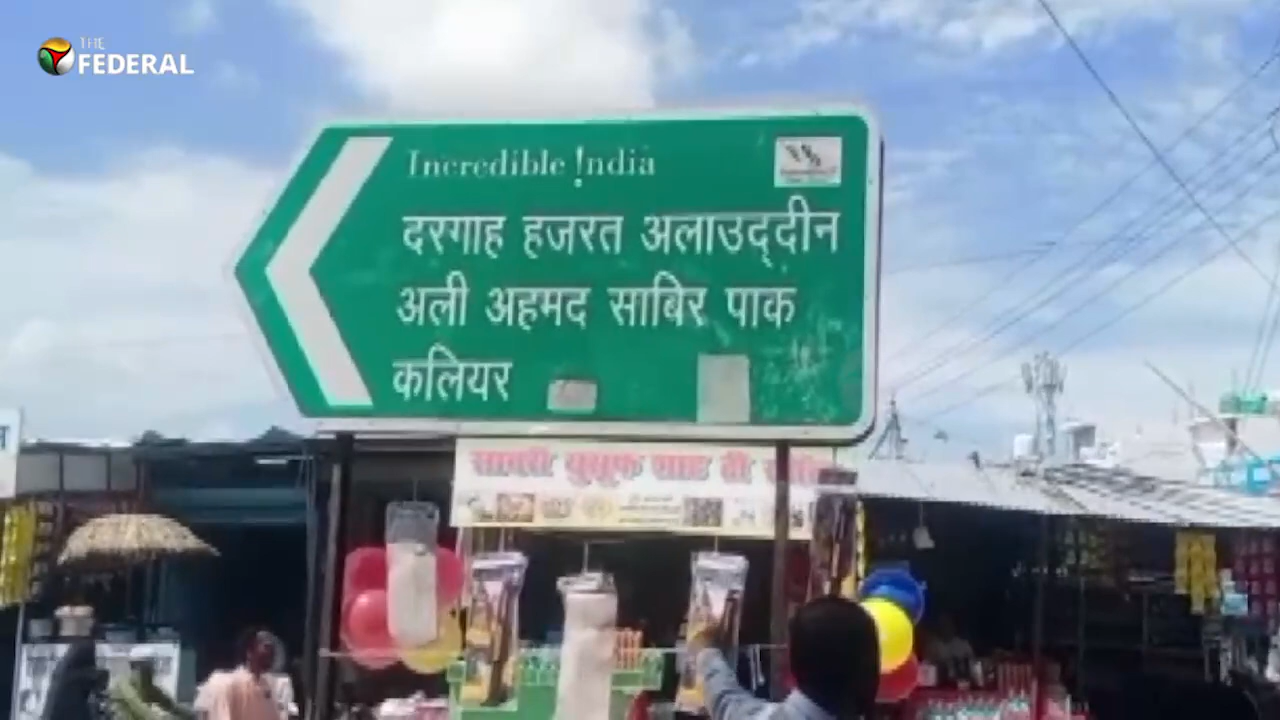 THE
FEDERAL
Incredible !ndia
दरगाह हजरत अलाउद्दीन
अली अहमद साबिर पाक
कलियर